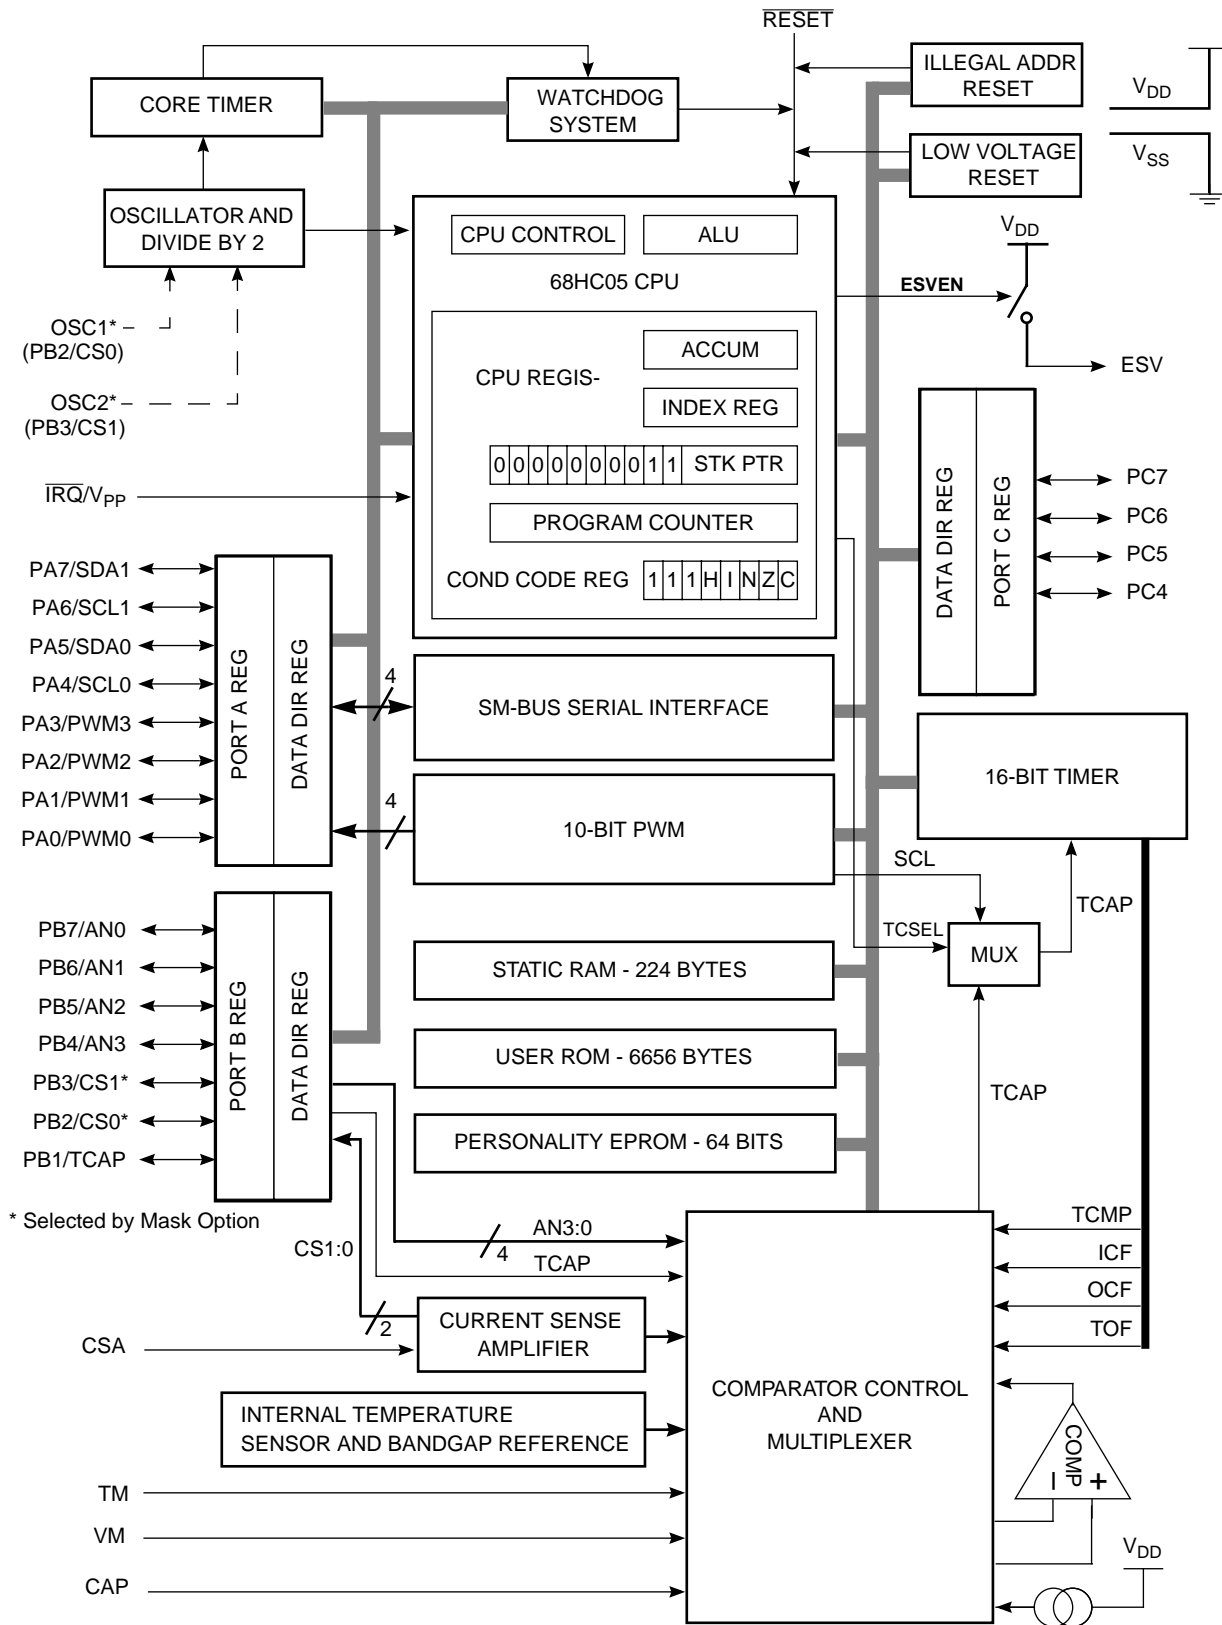 RESET
CORE TIMER
WATCHDOG
SYSTEM
ILLEGAL ADDR
RESET
VDD
LOW VOLTAGE
RESET
VSS
OSCILLATOR AND
DIVIDE BY 2
CPU CONTROL
ALU
68HC05 CPU
VDD
ESVEN
ESV
OSC1*
(PB2/CS0)
OSC2*
(PB3/CS1)
ACCUM
CPU REGIS-
INDEX REG
0 0 0 0 0 0 0 0 1 1 STK PTR
IRQ/VPP
PROGRAM COUNTER
COND CODE REG 1 1 1 H I N Z C
DATA DIR REG
PORT C REG
PC7
PC6
PC5
PC4
PA7/SDA1
PA6/SCL1
PA5/SDA0
PA4/SCL0
PA3/PWM3
PA2/PWM2
PA1/PWM1
PA0/PWM0
PORT A REG
DATA DIR REG
4
SM-BUS SERIAL INTERFACE
4
10-BIT PWM
16-BIT TIMER
SCL
TCAP
TCSEL
MUX
PB7/AN0
PB6/AN1
PB5/AN2
PB4/AN3
PB3/CS1*
PB2/CS0*
PB1/TCAP
PORT B REG
DATA DIR REG
STATIC RAM - 224 BYTES
USER ROM - 6656 BYTES
PERSONALITY EPROM - 64 BITS
TCAP
* Selected by Mask Option
CS1:0
AN3:0
4
TCAP
2
CURRENT SENSE
AMPLIFIER
CSA
INTERNAL TEMPERATURE
SENSOR AND BANDGAP REFERENCE
COMPARATOR CONTROL
AND
MULTIPLEXER
TCMP
ICF
OCF
TOF
COMP
− +
TM
VM
CAP
VDD